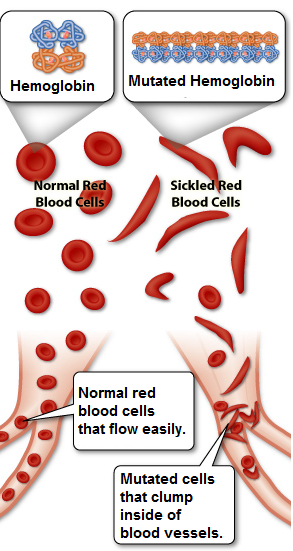 Hemoglobin
Mutated Hemoglobin
Normal Red
Blood Cells
Sickled Red
Blood Cells
Normal red
blood cells
that flow easily.
Mutated cells
that clump
inside of
blood vessels.